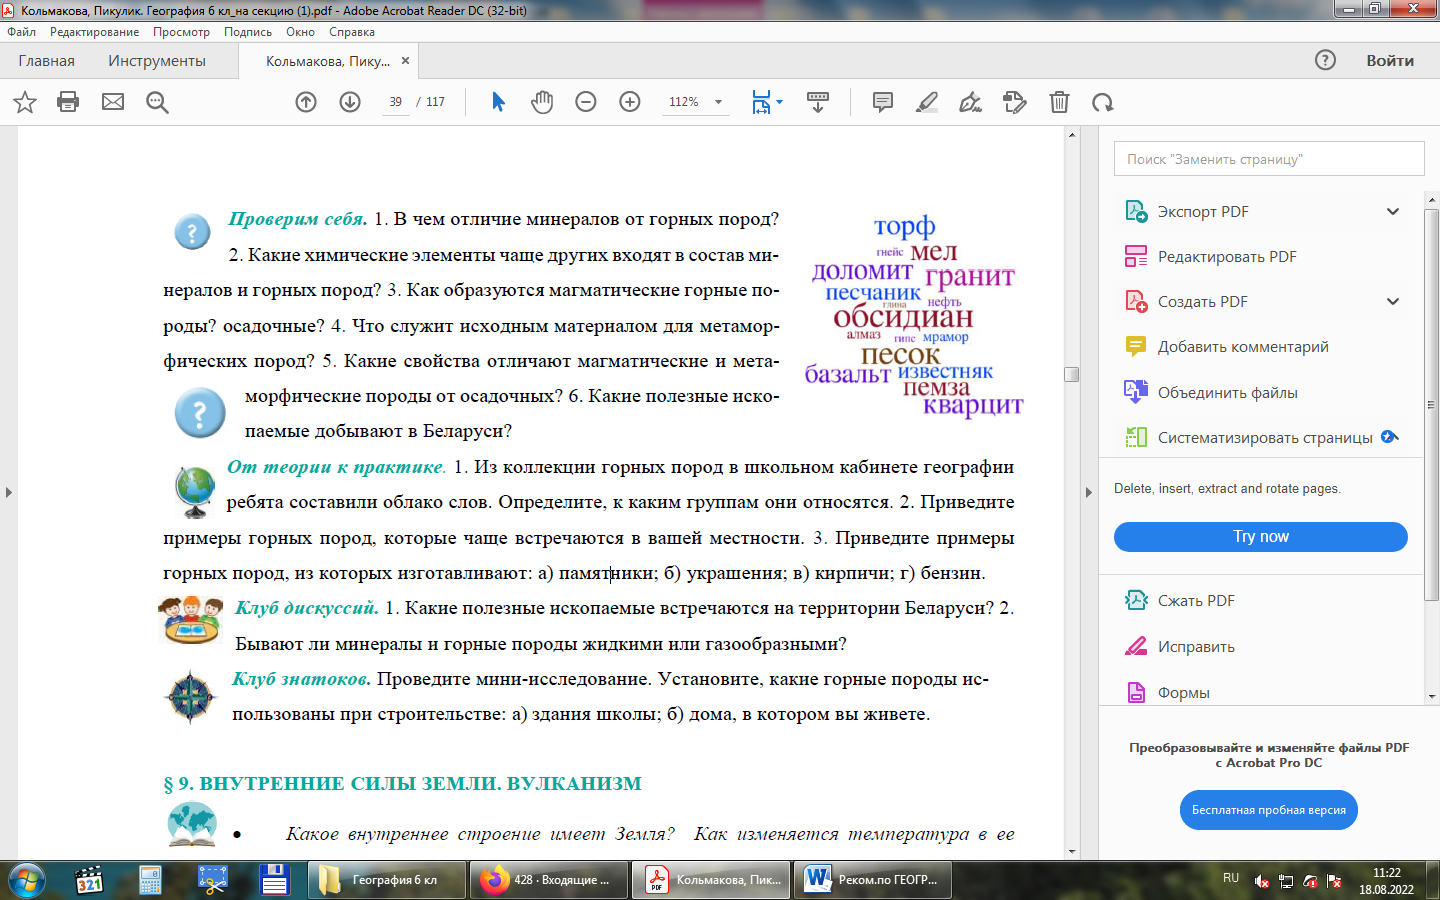 Кольмакова, Пикулик. География 6 кл_на секцию (1).pdf - Adobe Acrobat Reader DC (32-bit)
Файл Редактирование Просмотр Подпись Окно Справка
Главная Инструменты Кольмакова, Пику... × Войти
39 / 117 112%
Проверим себя. 1. В чем отличие минералов от горных пород?
2. Какие химические элементы чаще других входят в состав ми-
нералов и горных пород? 3. Как образуются магматические горные по-
роды? осадочные? 4. Что служит исходным материалом для метамор-
фических пород? 5. Какие свойства отличают магматические и мета-
морфические породы от осадочных? 6. Какие полезные иско-
паемые добывают в Беларуси?
торф
гнейс мел
доломит гранит
песчаник нефть
глина
обсидиан
алмаз гипс мрамор
песок
базальт известняк
пемза
кварцит
От теории к практике. 1. Из коллекции горных пород в школьном кабинете географии
ребята составили облако слов. Определите, к каким группам они относятся. 2. Приведите
примеры горных пород, которые чаще встречаются в вашей местности. 3. Приведите примеры
горных пород, из которых изготавливают: а) памятники; б) украшения; в) кирпичи; г) бензин.
Клуб дискуссий. 1. Какие полезные ископаемые встречаются на территории Беларуси? 2.
Бывают ли минералы и горные породы жидкими или газообразными?
Клуб знатоков. Проведите мини-исследование. Установите, какие горные породы ис-
пользованы при строительстве: а) здания школы; б) дома, в котором вы живете.
§ 9. ВНУТРЕННИЕ СИЛЫ ЗЕМЛИ. ВУЛКАНИЗМ
• Какое внутреннее строение имеет Земля? Как изменяется температура в ее
Поиск "Заменить страницу"
Экспорт PDF
Редактировать PDF
Создать PDF
Добавить комментарий
Объединить файлы
Систематизировать страницы
Delete, insert, extract and rotate pages.
Try now
Сжать PDF
Исправить
Формы
Преобразовывайте и изменяйте файлы PDF
с Acrobat Pro DC
Бесплатная пробная версия
321
География 6 кл
428 · Входящие ...
PDF
Кольмакова, Пик...
Реком.по ГЕОГР...
RU
11:22
18.08.2022